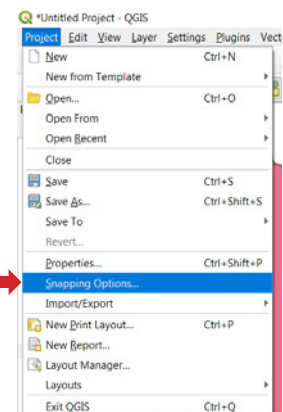 *Untitled Project - QGIS
Project Edit View Layer Settings Plugins Vect
New Ctrl+N
New from Template
Open... Ctrl+O
Open From
Open Recent
Close
Save Ctrl+S
Save As... Ctrl+Shift+S
Save To
Revert...
Properties... Ctrl+Shift+P
Snapping Options...
Import/Export
New Print Layout... Ctrl+P
New Report...
Layout Manager...
Layouts
Exit QGIS Ctrl+Q